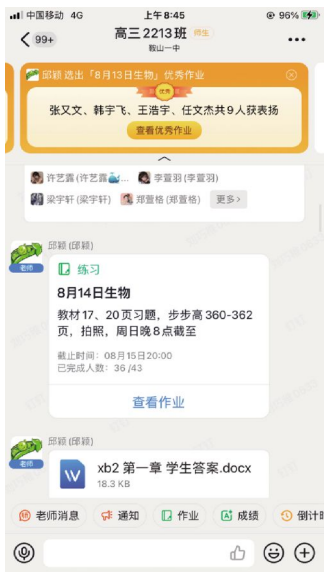 中国移动 4G
上午8:45
96%
99+
高三2213班 师生
鞍山一中
邱颖选出「8月13日生物」优秀作业
优秀
张又文、韩宇飞、王浩宇、任文杰共9人获表扬
查看优秀作业
许艺露(许艺露... 李萱羽(李萱羽)
梁宇轩(梁宇轩) 郑萱格(郑萱格) 更多>
邱颖(邱颖)
老师
练习
8月14日生物
教材17、20页习题，步步高360-362
页，拍照，周日晚8点截至
截止时间：08月15日20:00
已完成人数：36/43
查看作业
邱颖(邱颖)
老师
W
xb2 第一章 学生答案.docx
18.3 KB
老师消息 通知 作业 成绩 倒计时